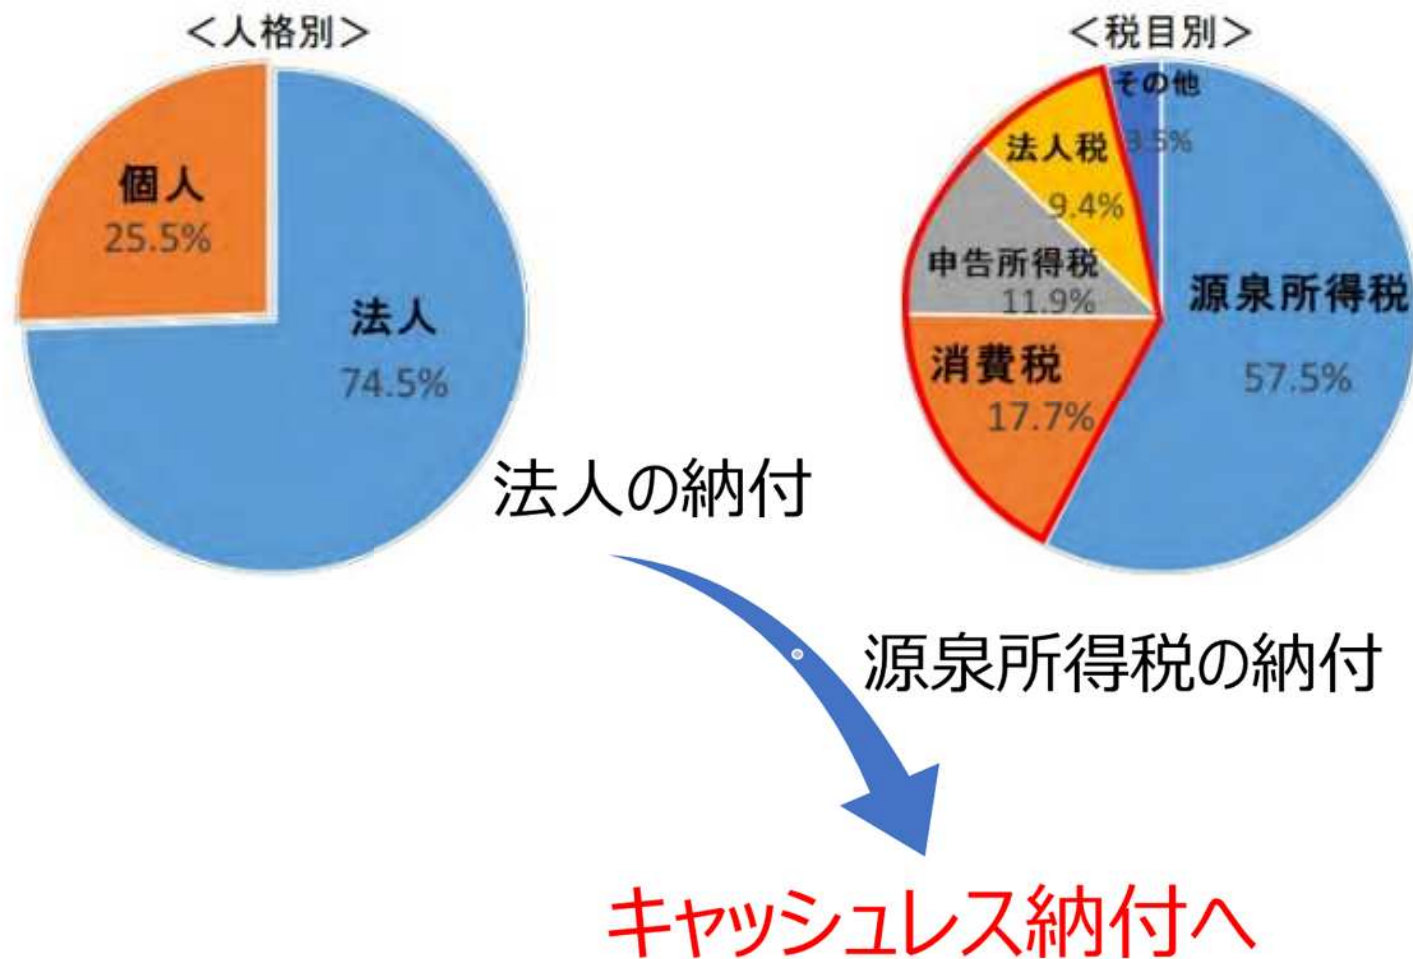 ＜人格別＞
個人
25.5%
法人
74.5%
＜税目別＞
その他
3.5%
法人税
9.4%
申告所得税
11.9%
消費税
17.7%
源泉所得税
57.5%
法人の納付
源泉所得税の納付
キャッシュレス納付へ